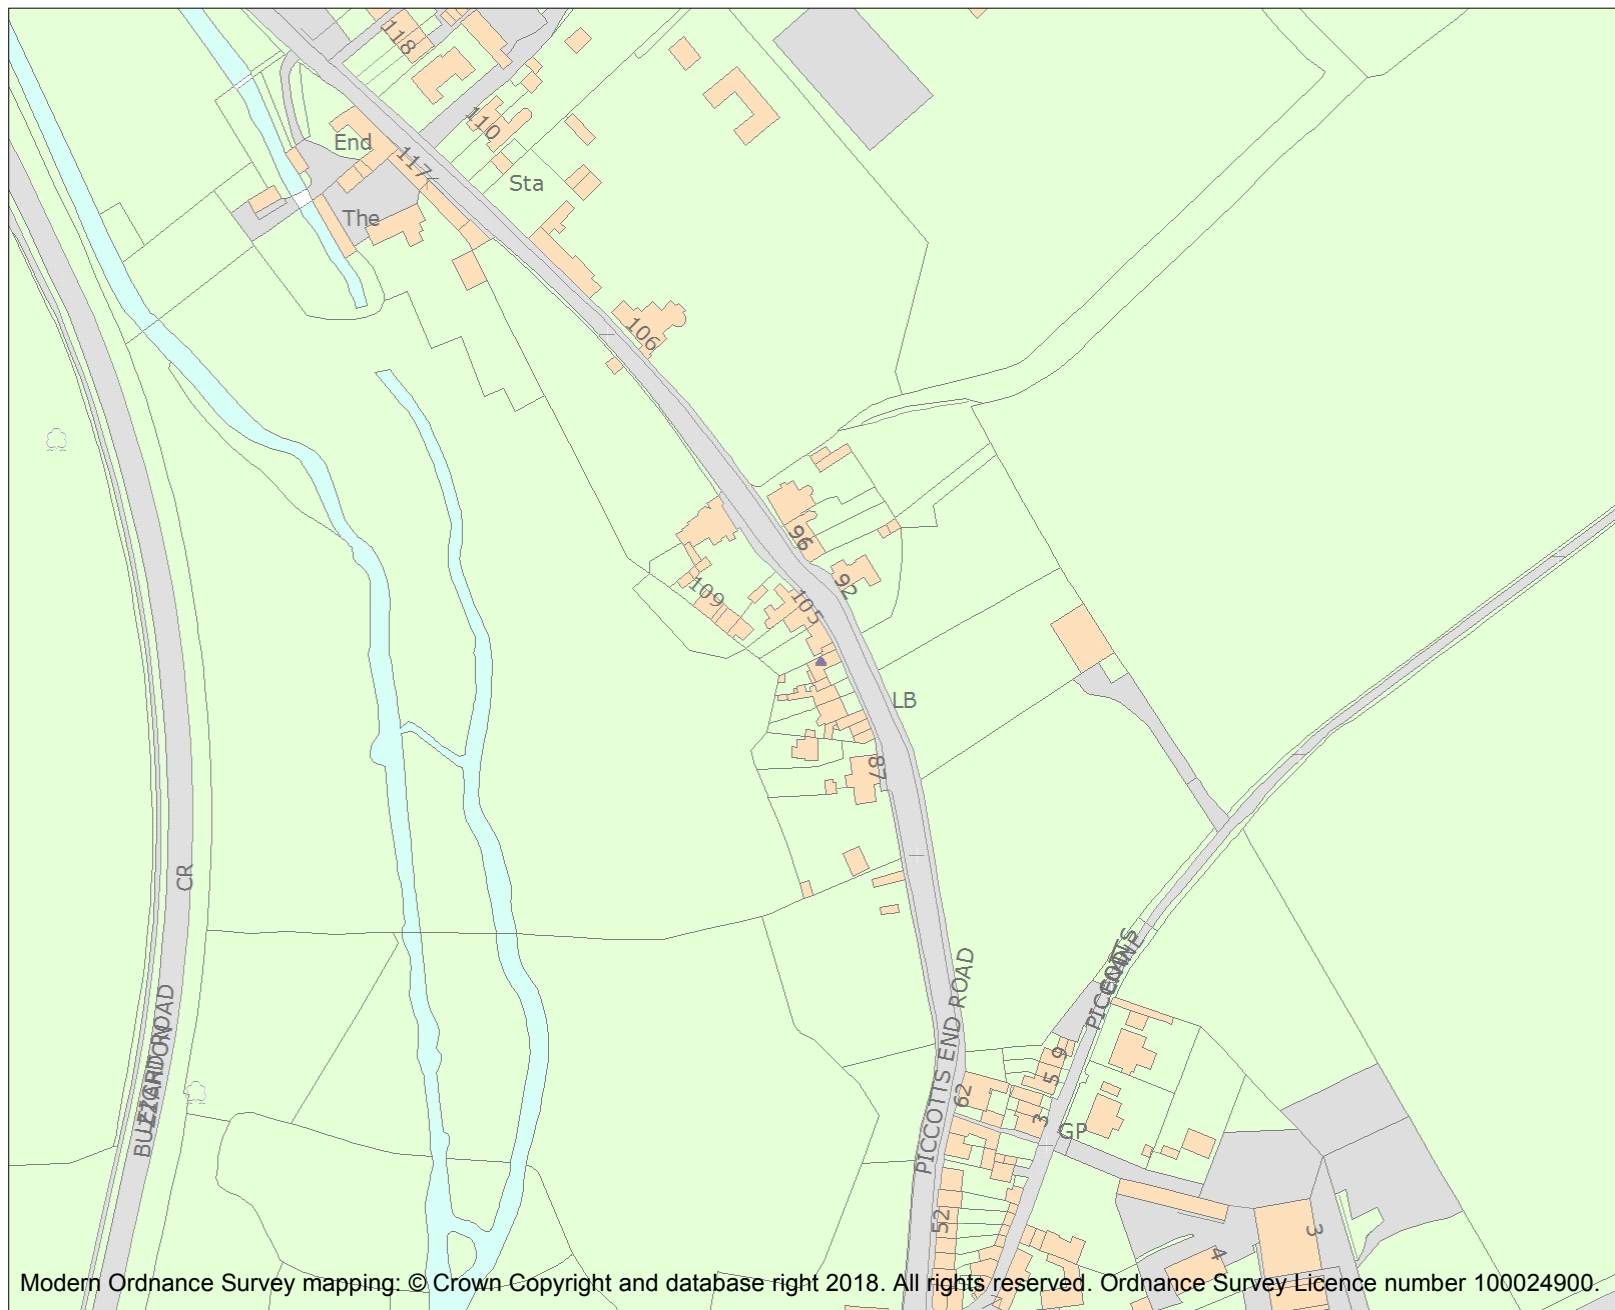 118
110
End
117
Sta
The
106
96
92
109
105
LB
87
CR
PICCOTTS END ROAD
PICCOTTS
9
5
62
3
GP
52
3
4
Modern Ordnance Survey mapping: © Crown Copyright and database right 2018. All rights reserved. Ordnance Survey Licence number 100024900.